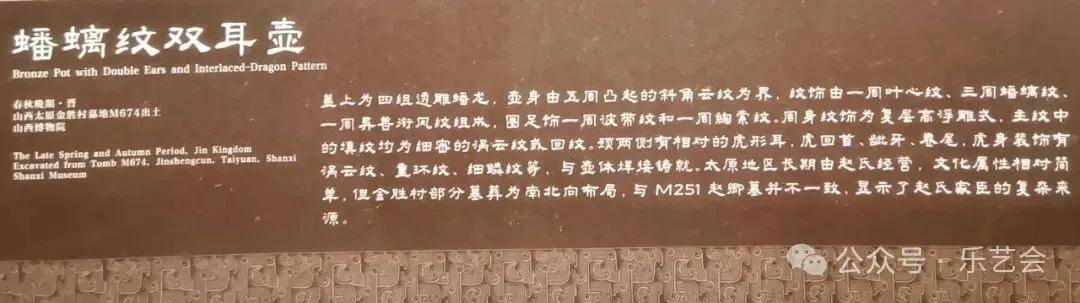 蟠螭纹双耳壶
Bronze Pot with Double Ears and Interlaced-Dragon Pattern
春秋晚期·晋
山西太原金胜村墓地M674出土
山西博物院
The Late Spring and Autumn Period, Jin Kingdom
Excavated from Tomb M674, Jinshengcun, Taiyuan, Shanxi
Shanxi Museum
盖上为四组透雕蟠龙，壶身由五周凸起的斜角云纹为界，纹饰由一周叶心纹、三周蟠螭纹、
一周异兽衔凤纹组成，圈足饰一周波带纹和一周绹索纹。周身纹饰为复层高浮雕式，主纹中
的填纹均为细密的涡云纹或回纹。颈两侧有相对的虎形耳，虎回首、龇牙、卷尾，虎身装饰有
涡云纹、重环纹、细鳞纹等，与壶体焊接铸就。太原地区长期由赵氏经营，文化属性相对简
单，但金胜村部分墓葬为南北向布局，与M251赵卿墓并不一致，显示了赵氏家臣的复杂来
源。
公众号·乐艺会